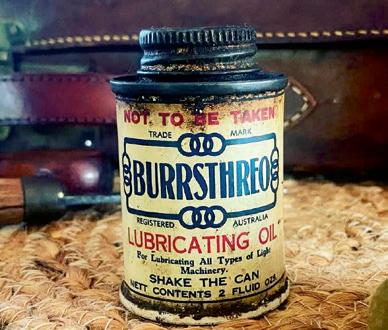 NOT TO BE TAKEN
TRADE MARK
BURRSTHREO
REGISTERED AUSTRALIA
LUBRICATING OIL
For Lubricating All Types of Light
Machinery.
SHAKE THE CAN
NETT CONTENTS 2 FLUID OZS.